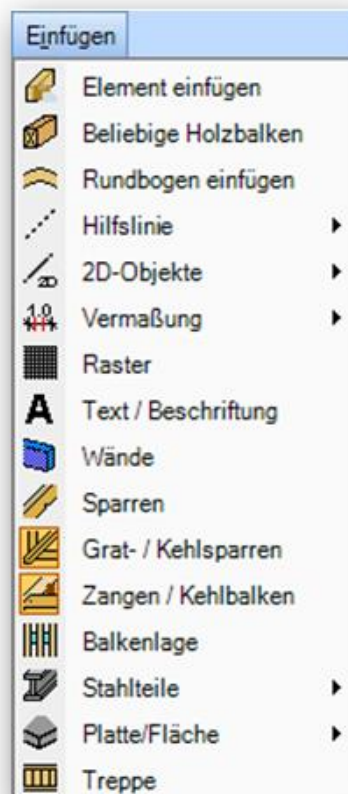 Einfügen
Element einfügen
Beliebige Holzbalken
Rundbogen einfügen
Hilfslinie
2D-Objekte
Vermaßung
Raster
Text / Beschriftung
Wände
Sparren
Grat- / Kehlsparren
Zangen / Kehlbalken
Balkenlage
Stahlteile
Platte/Fläche
Treppe